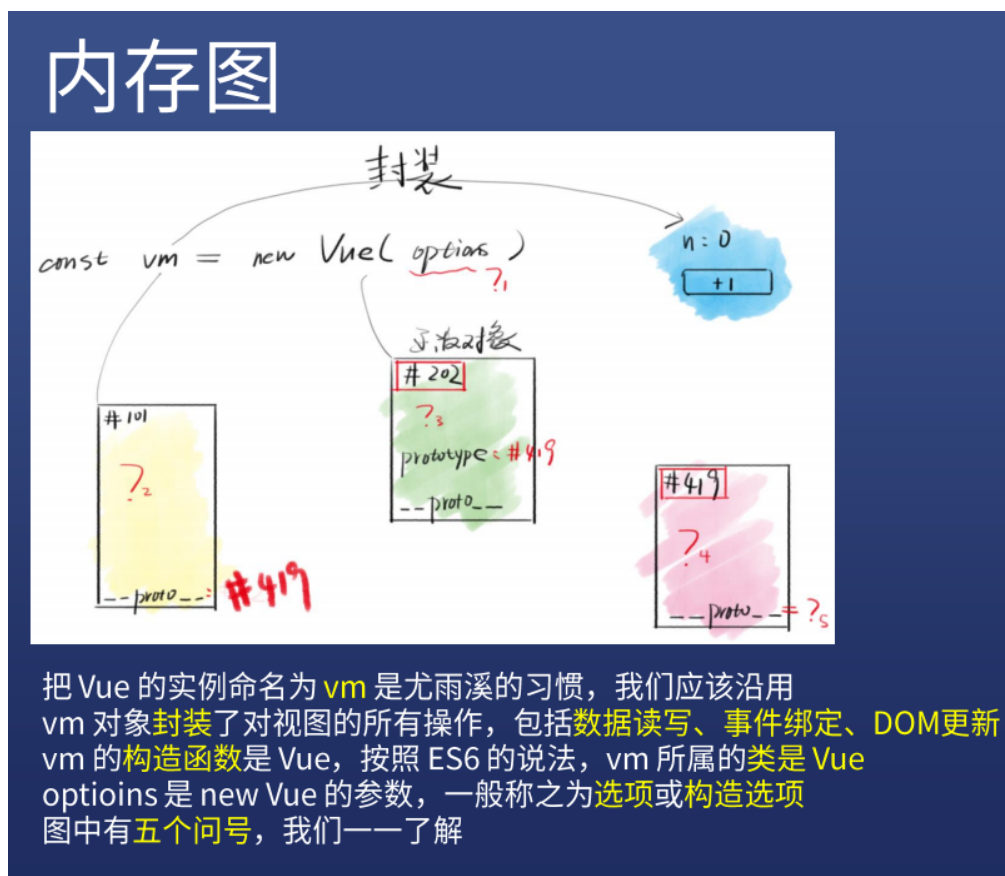 内存图
封装
const vm = new Vue( options )
?1
n: 0
+1
函数对象
#202
?3
prototype: #419
__proto__
#101
?2
__proto__: #419
#419
?4
__proto__=?5
把 Vue 的实例命名为 vm 是尤雨溪的习惯，我们应该沿用
vm 对象封装了对视图的所有操作，包括数据读写、事件绑定、DOM更新
vm 的构造函数是 Vue，按照 ES6 的说法，vm 所属的类是 Vue
optioins 是 new Vue 的参数，一般称之为选项或构造选项
图中有五个问号，我们一一了解